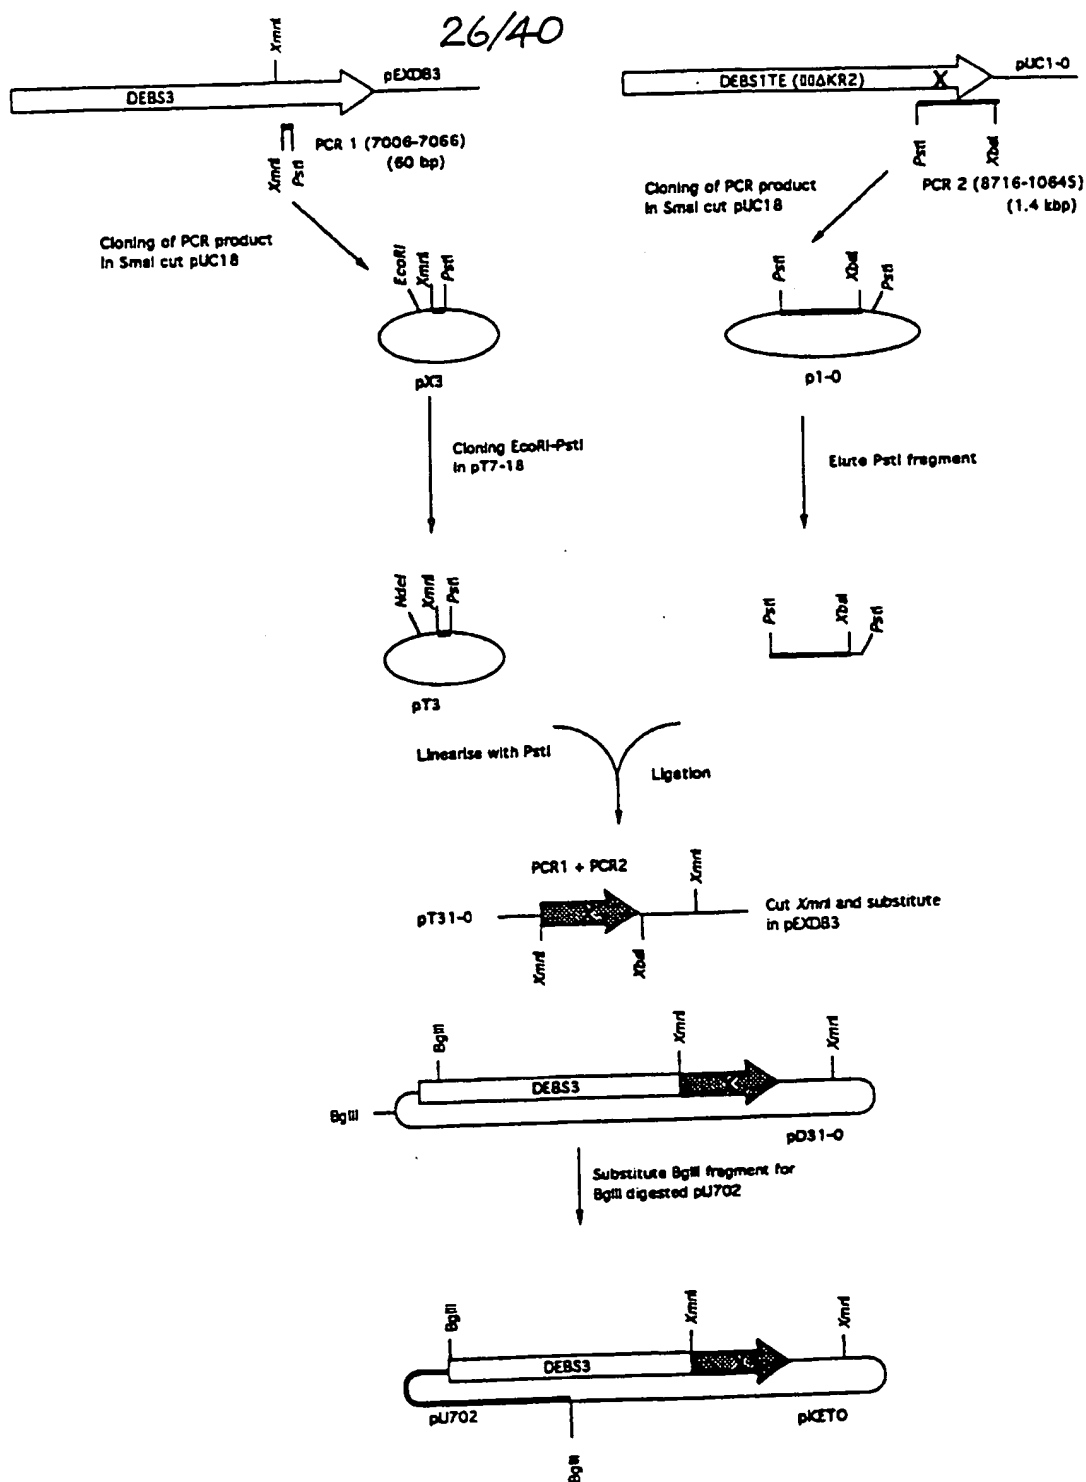 26/40
XmnI
pEXDB3
DEBS3
PCR 1 (7006-7066)
(60 bp)
XmnI
PstI
Cloning of PCR product
in SmaI cut pUC18
pUC1-0
DEBS1TE (ΔKR2)
X
PstI
XbaI
PCR 2 (8716-10645)
(1.4 kbp)
Cloning of PCR product
in SmaI cut pUC18
EcoRI
XmnI
PstI
pX3
PstI
XbaI
PstI
p1-0
Cloning EcoRI-PstI
in pT7-18
Elute PstI fragment
NdeI
XmnI
PstI
pT3
PstI
XbaI
PstI
Linearise with PstI
Ligation
PCR1 + PCR2
XmnI
pT31-0
XmnI
XbaI
Cut XmnI and substitute
in pEXDB3
BglII
XmnI
XmnI
DEBS3
BglII
pD31-0
Substitute BglII fragment for
BglII digested pIJ702
BglII
XmnI
XmnI
DEBS3
pIJ702
pKETO
BglII